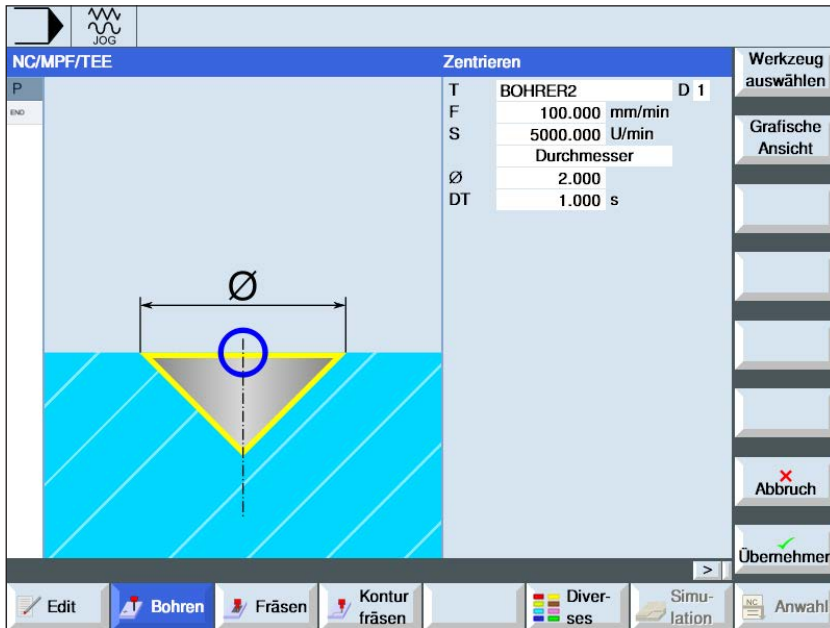 JOG
NC/MPF/TEE
Zentrieren
P
END
T BOHRER2 D 1
F 100.000 mm/min
S 5000.000 U/min
Durchmesser
Ø 2.000
DT 1.000 s
Ø
Werkzeug
auswählen
Grafische
Ansicht
Abbruch
Übernehmen
>
Edit
Bohren
Fräsen
Kontur
fräsen
Diver-
ses
Simu-
lation
NC
Anwahl